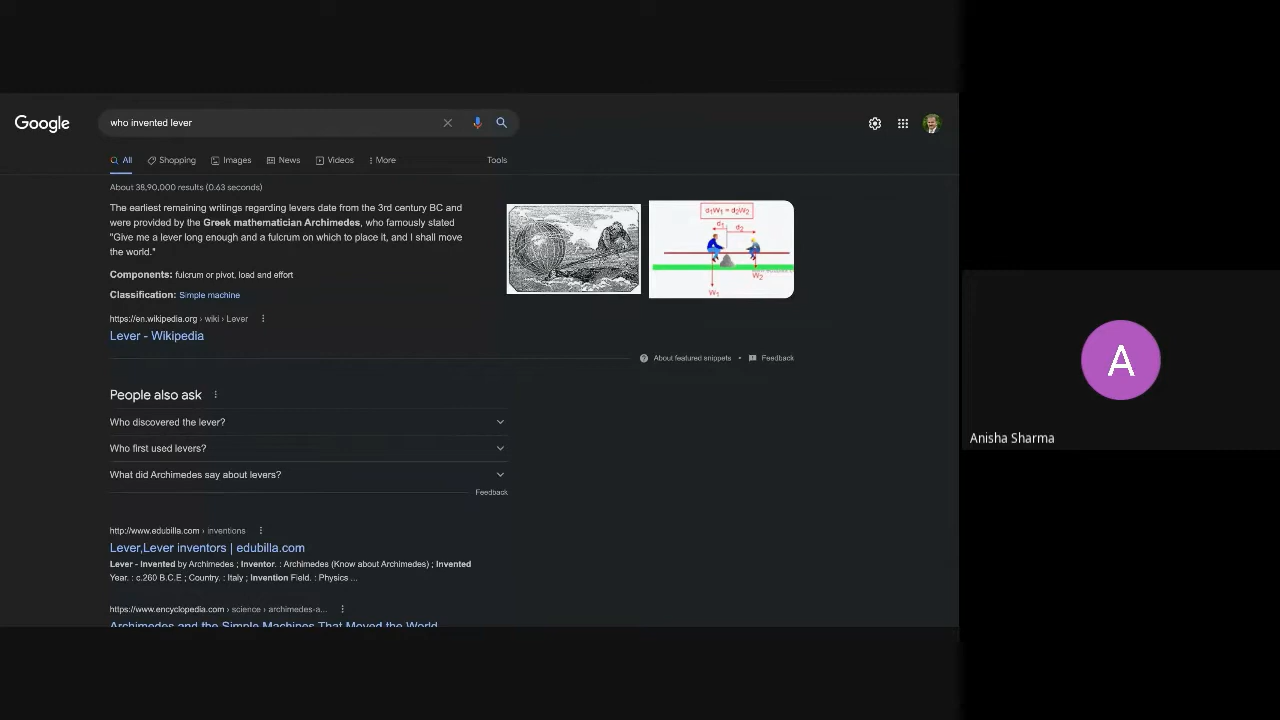 Google
who invented lever
All
Shopping
Images
News
Videos
More
Tools
About 38,90,000 results (0.63 seconds)
The earliest remaining writings regarding levers date from the 3rd century BC and
were provided by the Greek mathematician Archimedes, who famously stated
"Give me a lever long enough and a fulcrum on which to place it, and I shall move
the world."
Components: fulcrum or pivot, load and effort
Classification: Simple machine
https://en.wikipedia.org › wiki › Lever
Lever - Wikipedia
d₁W₁ = d₂W₂
d₁
d₂
W₁
W₂
About featured snippets • Feedback
People also ask
Who discovered the lever?
Who first used levers?
What did Archimedes say about levers?
Feedback
http://www.edubilla.com › inventions
Lever,Lever inventors | edubilla.com
Lever - Invented by Archimedes ; Inventor. : Archimedes (Know about Archimedes) ; Invented
Year. : c.260 B.C.E ; Country. : Italy ; Invention Field. : Physics ...
https://www.encyclopedia.com › science › archimedes-a...
Archimedes and the Simple Machines That Moved the World
A
Anisha Sharma